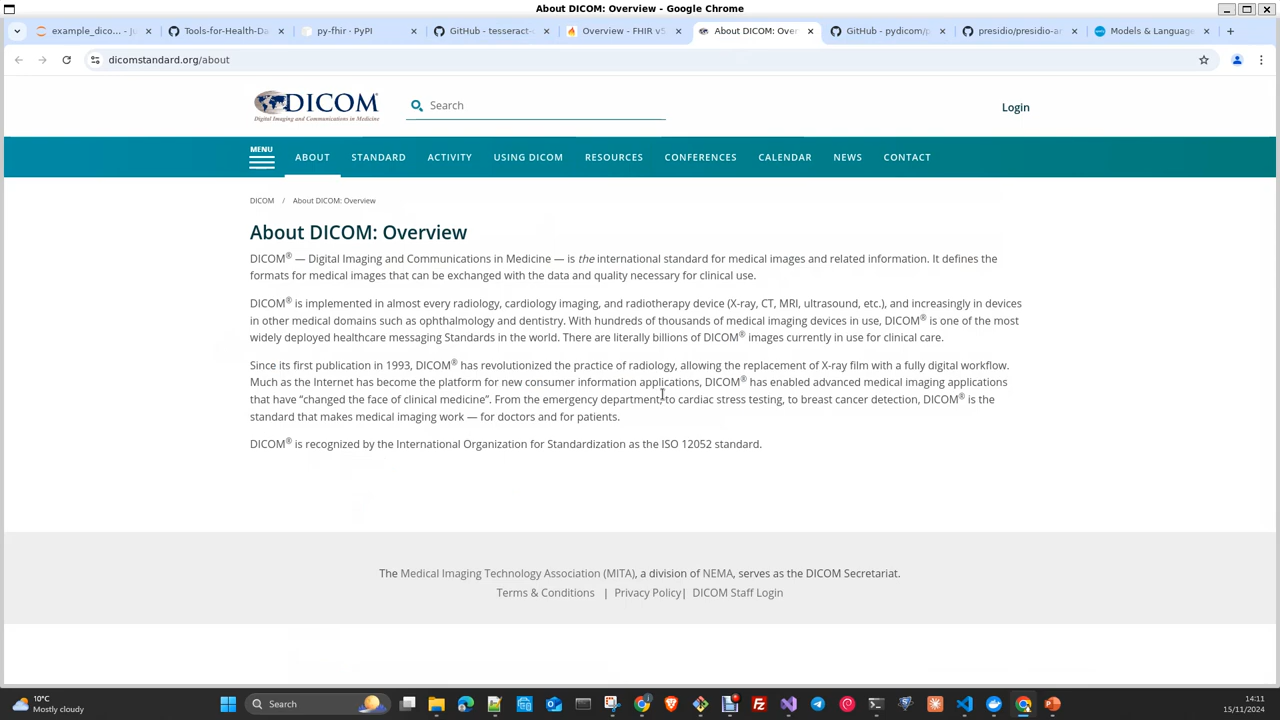 About DICOM: Overview - Google Chrome
example_dico... - Ju
Tools-for-Health-Da
py-fhir · PyPI
GitHub - tesseract-
Overview - FHIR v5
About DICOM: Over
GitHub - pydicom/p
presidio/presidio-a
Models & Language
dicomstandard.org/about
DICOM
Digital Imaging and Communications in Medicine
Search
Login
MENU
ABOUT STANDARD ACTIVITY USING DICOM RESOURCES CONFERENCES CALENDAR NEWS CONTACT
DICOM / About DICOM: Overview
About DICOM: Overview
DICOM® — Digital Imaging and Communications in Medicine — is the international standard for medical images and related information. It defines the
formats for medical images that can be exchanged with the data and quality necessary for clinical use.
DICOM® is implemented in almost every radiology, cardiology imaging, and radiotherapy device (X-ray, CT, MRI, ultrasound, etc.), and increasingly in devices
in other medical domains such as ophthalmology and dentistry. With hundreds of thousands of medical imaging devices in use, DICOM® is one of the most
widely deployed healthcare messaging Standards in the world. There are literally billions of DICOM® images currently in use for clinical care.
Since its first publication in 1993, DICOM® has revolutionized the practice of radiology, allowing the replacement of X-ray film with a fully digital workflow.
Much as the Internet has become the platform for new consumer information applications, DICOM® has enabled advanced medical imaging applications
that have “changed the face of clinical medicine”. From the emergency department, to cardiac stress testing, to breast cancer detection, DICOM® is the
standard that makes medical imaging work — for doctors and for patients.
DICOM® is recognized by the International Organization for Standardization as the ISO 12052 standard.
The Medical Imaging Technology Association (MITA), a division of NEMA, serves as the DICOM Secretariat.
Terms & Conditions | Privacy Policy | DICOM Staff Login
10°C
Mostly cloudy
Search
14:11
15/11/2024